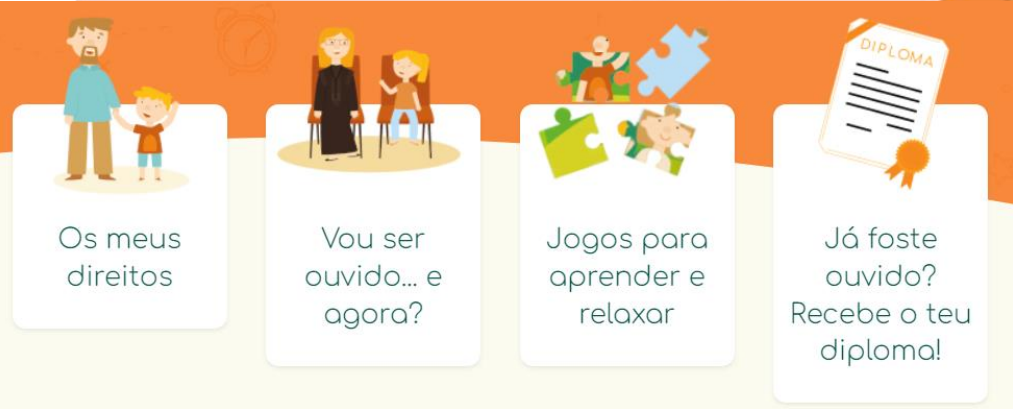 DIPLOMA
Os meus
direitos
Vou ser
ouvido... e
agora?
Jogos para
aprender e
relaxar
Já foste
ouvido?
Recebe o teu
diploma!